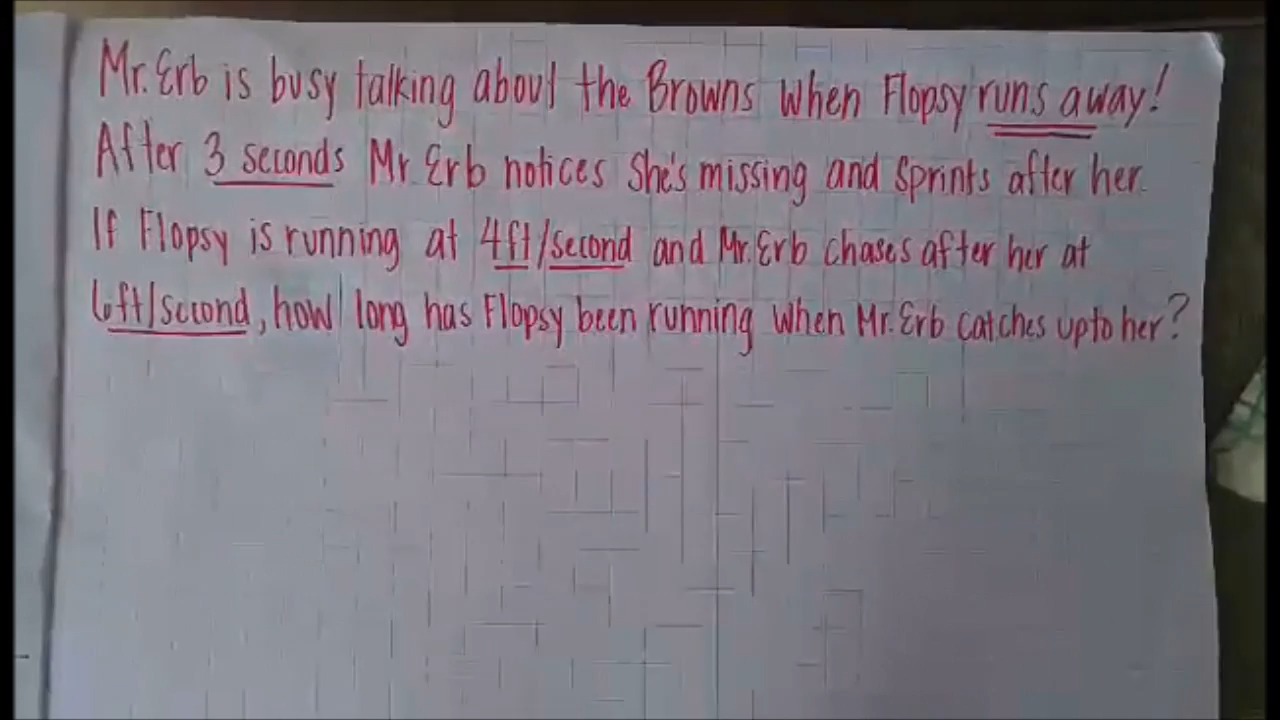 Mr. Erb is busy talking about the Browns when Flopsy runs away!
After 3 seconds Mr Erb notices She's missing and Sprints after her.
If Flopsy is running at 4ft/second and Mr. Erb chases after her at
6ft/second, how long has Flopsy been running when Mr. Erb catches up to her?